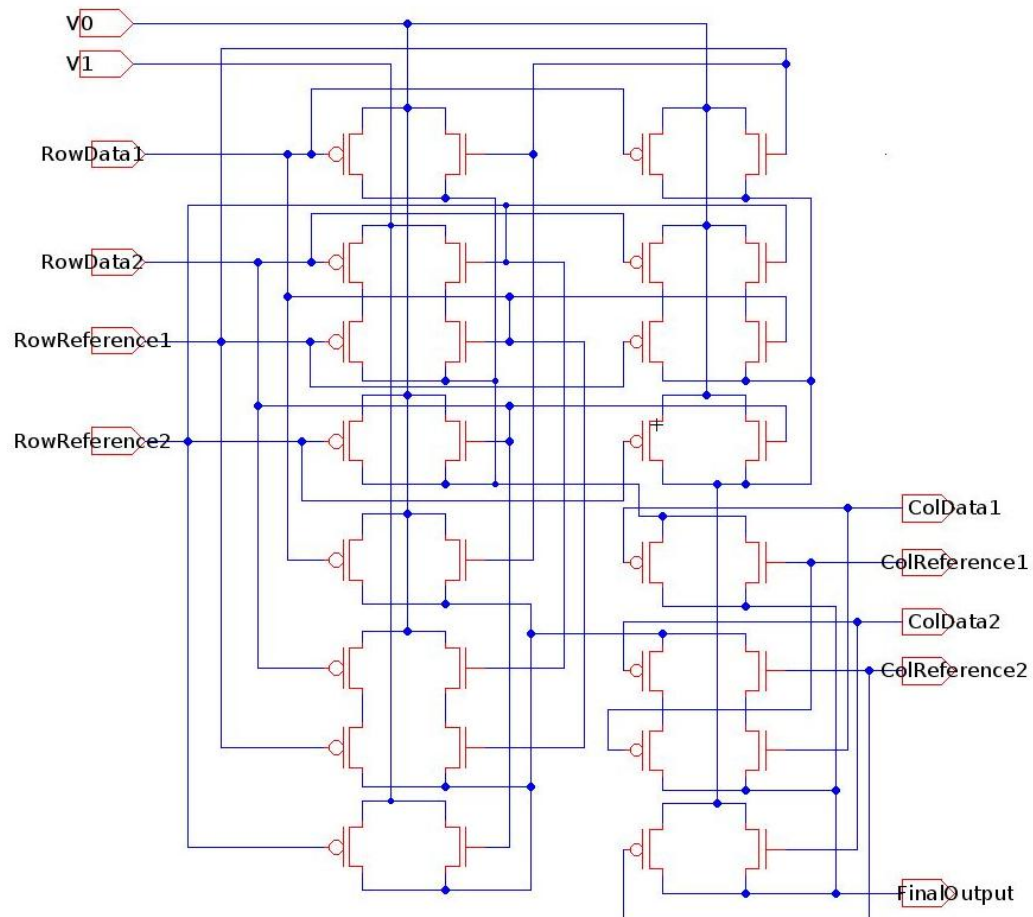 V0
V1
RowData1
RowData2
RowReference1
RowReference2
ColData1
ColReference1
ColData2
ColReference2
FinalOutput